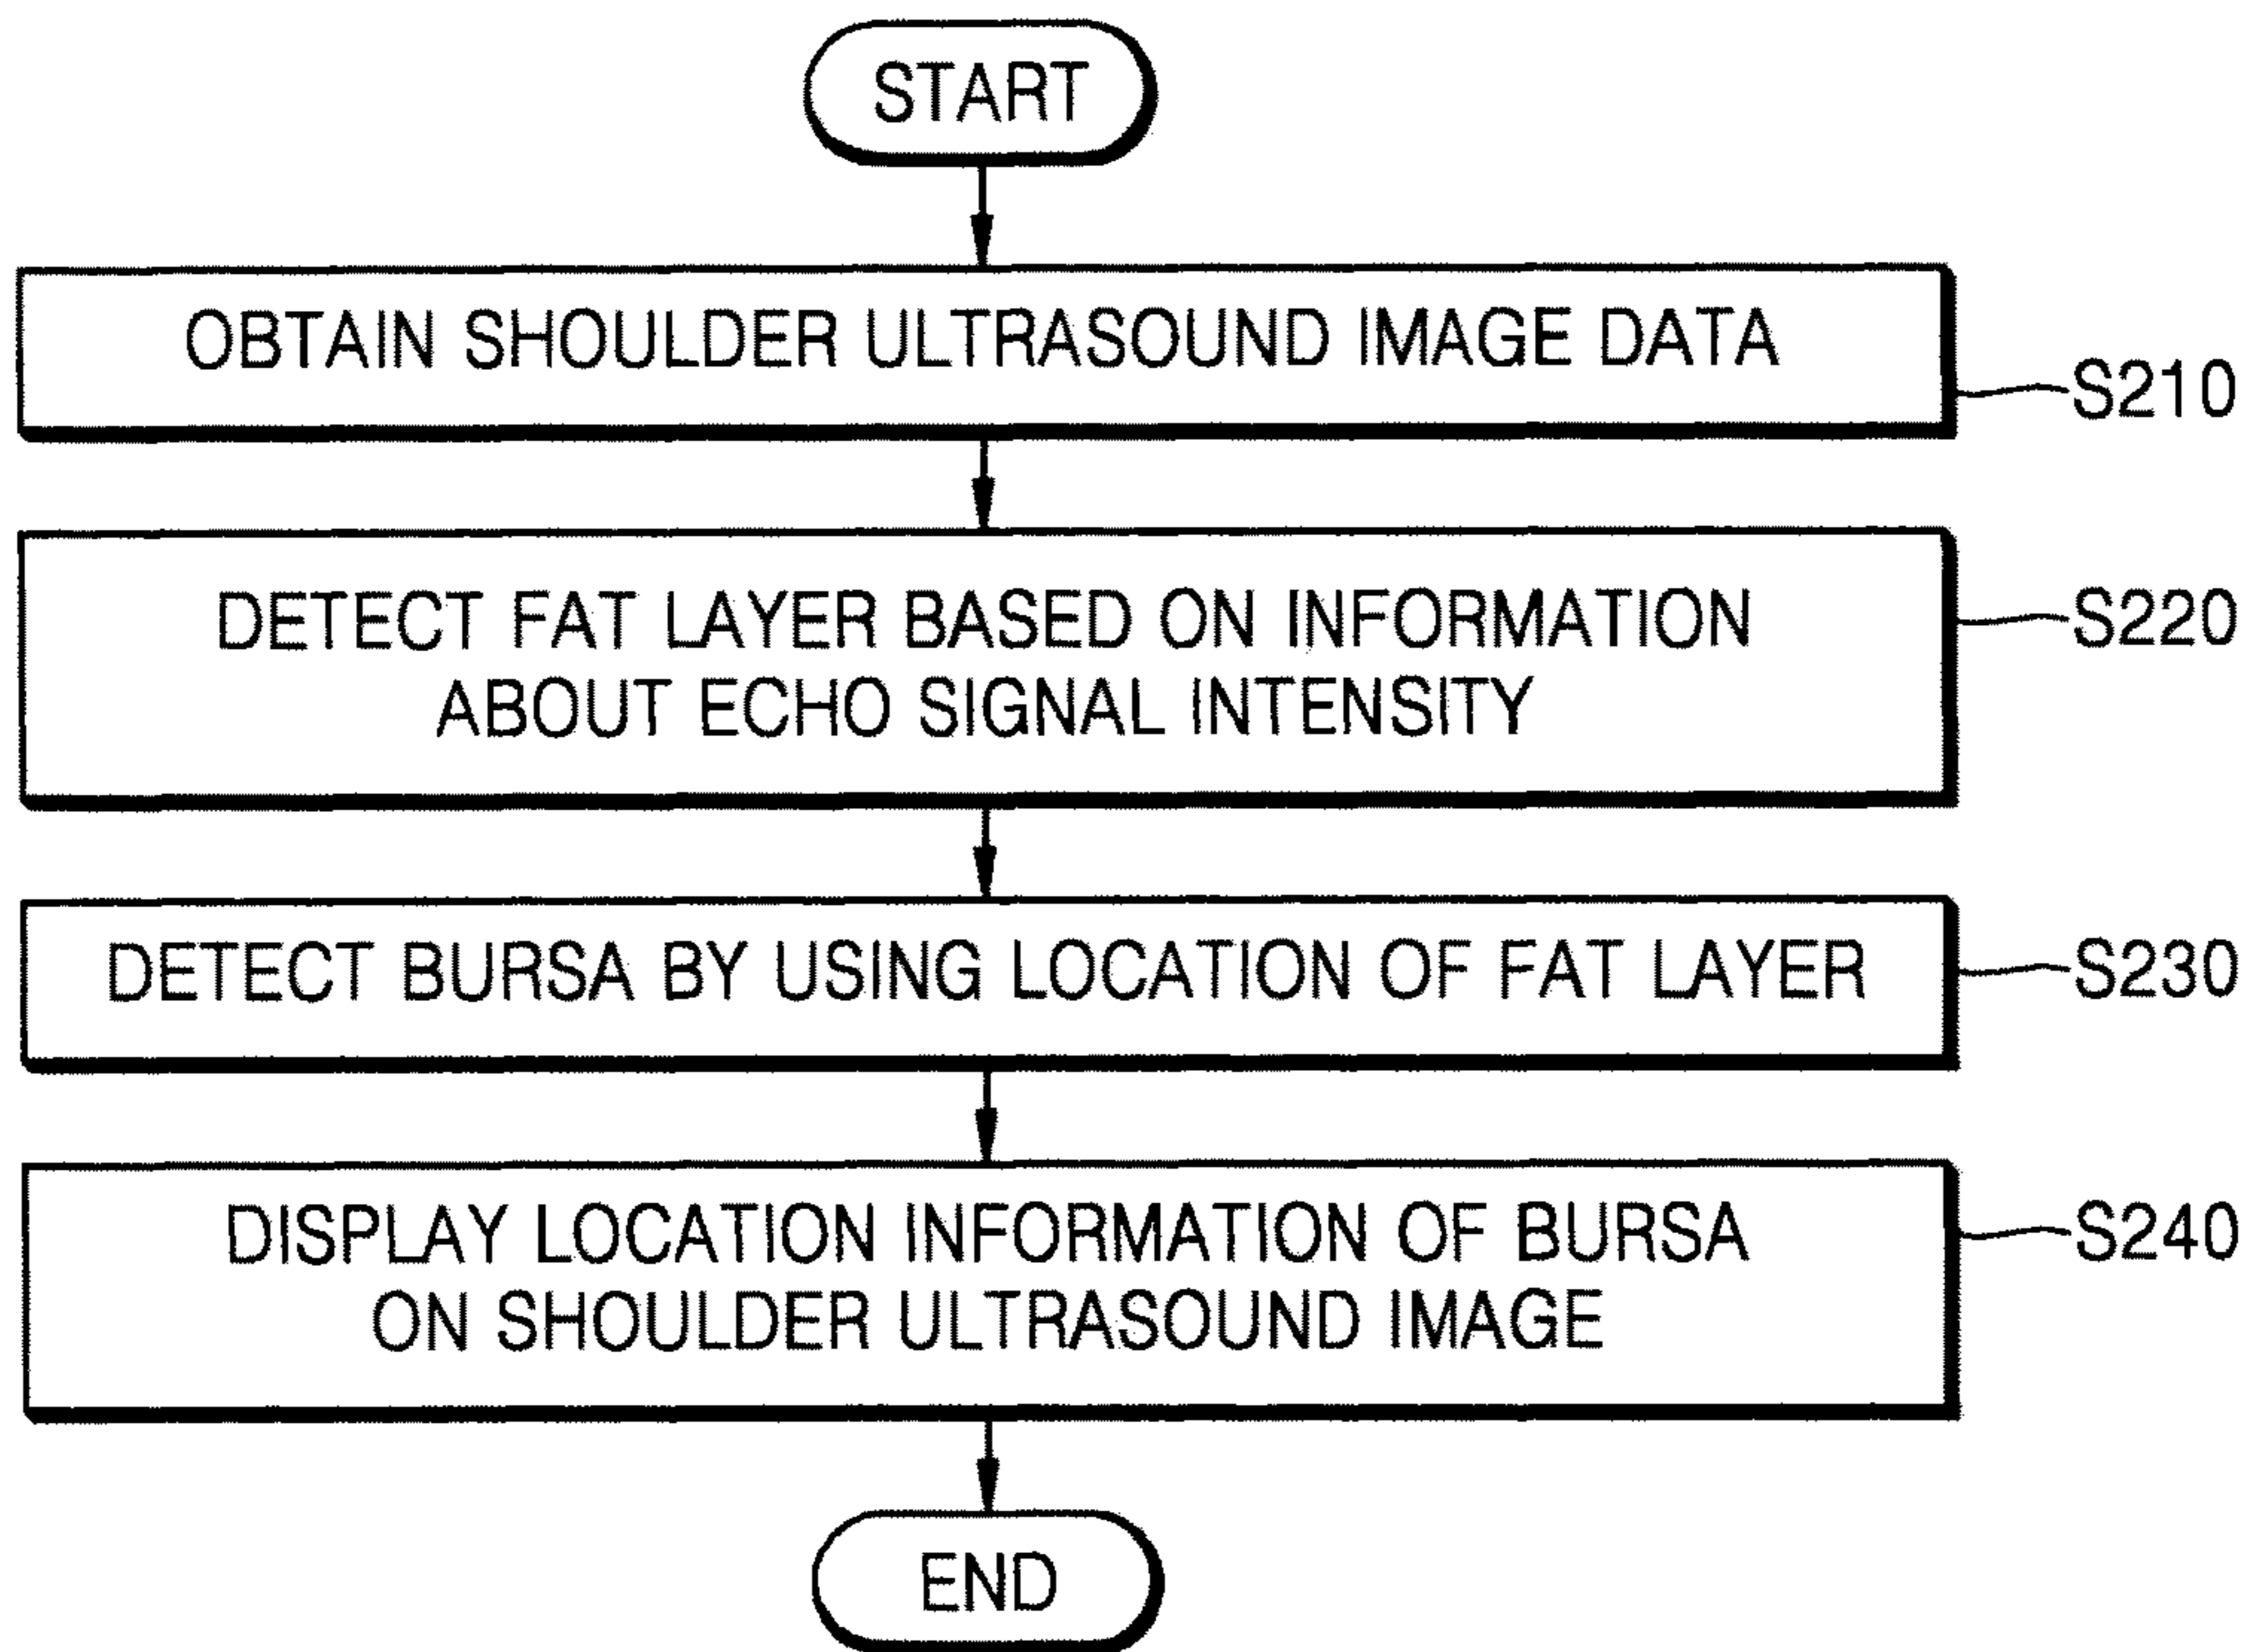 START
OBTAIN SHOULDER ULTRASOUND IMAGE DATA
S210
DETECT FAT LAYER BASED ON INFORMATION
ABOUT ECHO SIGNAL INTENSITY
S220
DETECT BURSA BY USING LOCATION OF FAT LAYER
S230
DISPLAY LOCATION INFORMATION OF BURSA
ON SHOULDER ULTRASOUND IMAGE
S240
END